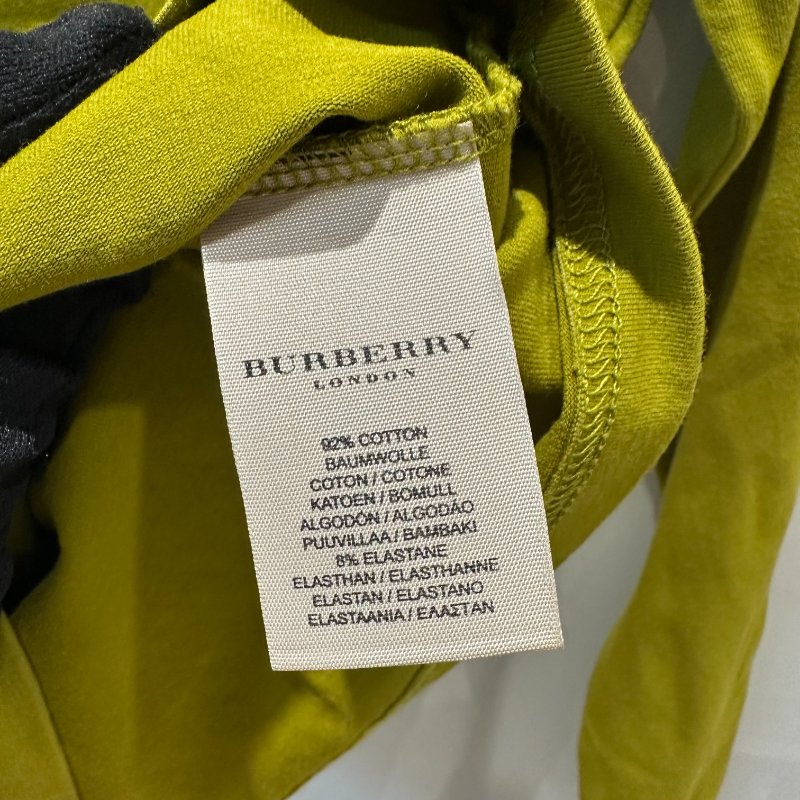 BURBERRY
LONDON
92% COTTON
BAUMWOLLE
COTON / COTONE
KATOEN / BOMULL
ALGODÓN / ALGODÃO
PUUVILLAA / BAMBAKI
8% ELASTANE
ELASTHAN / ELASTHANNE
ELASTAN / ELASTANO
ELASTAANIA / ΕΛΑΣΤΑΝ